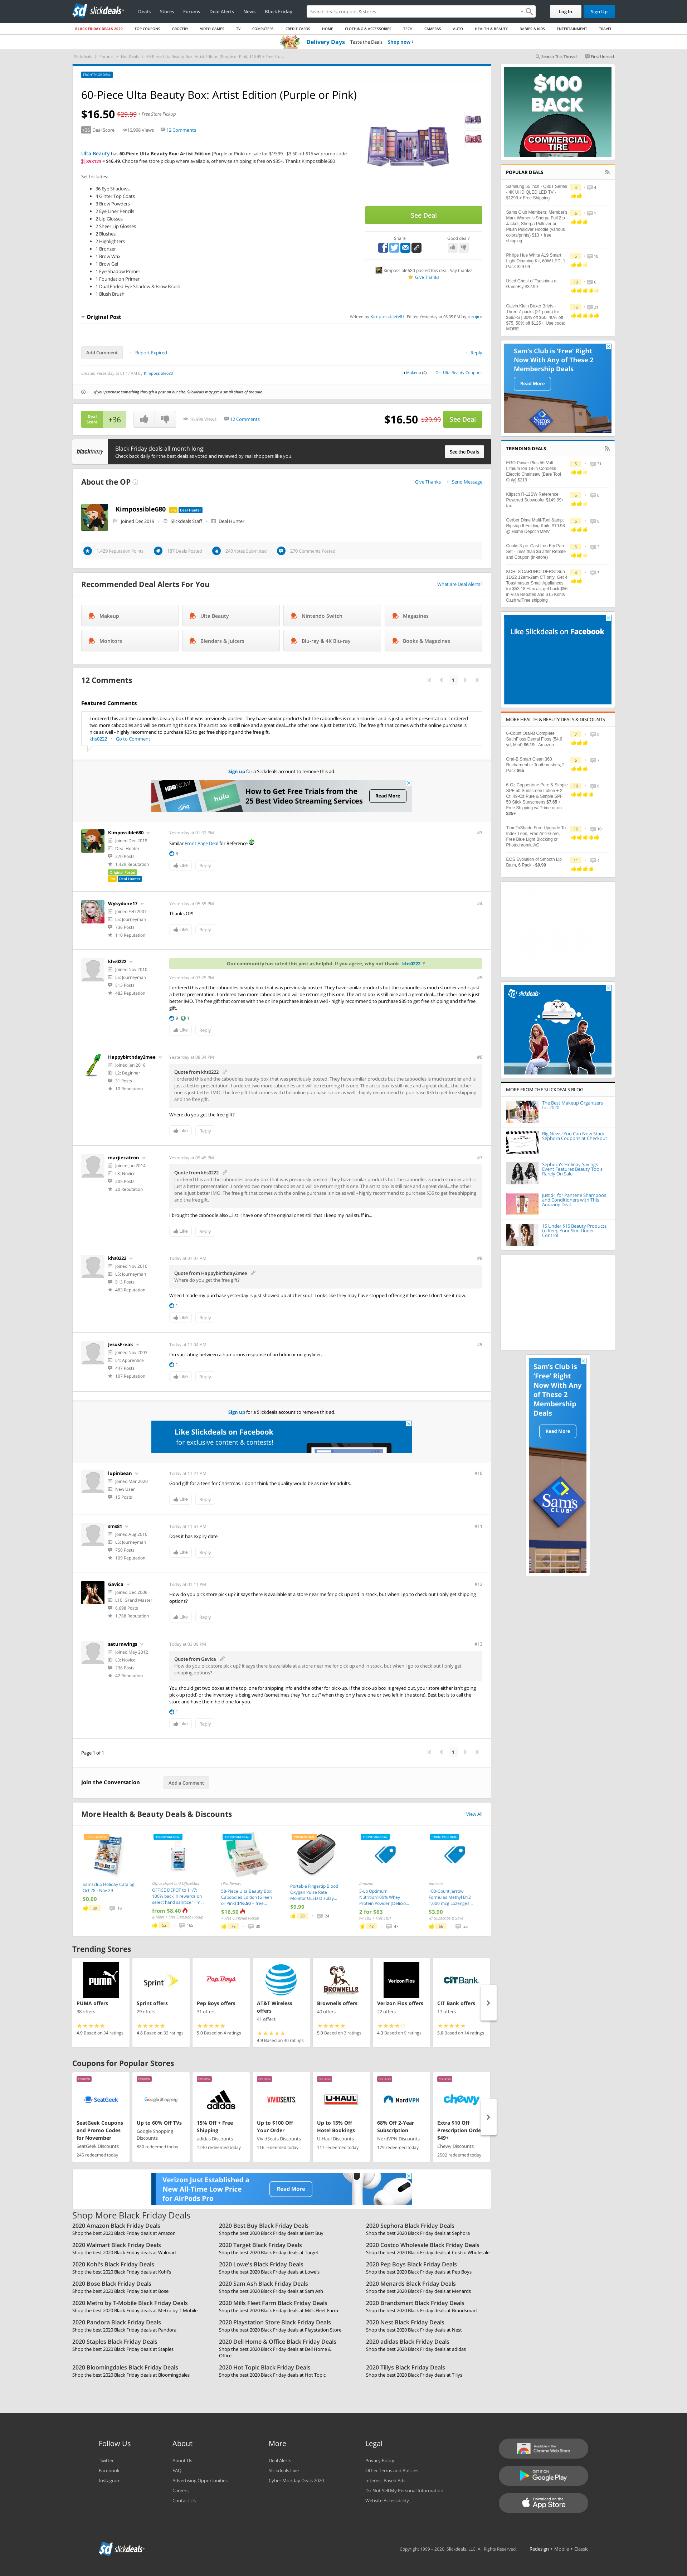 slickdeals
Deals Stores Forums Deal Alerts News Black Friday
Search deals, coupons & stores
Log In Sign Up
BLACK FRIDAY DEALS 2020 TOP COUPONS GROCERY VIDEO GAMES TV COMPUTERS CREDIT CARDS HOME CLOTHING & ACCESSORIES TECH CAMERAS AUTO HEALTH & BEAUTY BABIES & KIDS ENTERTAINMENT TRAVEL
Delivery Days Taste the Deals Shop now
Search This Thread First Unread
60-Piece Ulta Beauty Box: Artist Edition (Purple or Pink)
$16.50 $29.99 + Free Store Pickup
Deal Score 16,998 Views 12 Comments
Ulta Beauty has 60-Piece Ulta Beauty Box: Artist Edition (Purple or Pink) on sale for $19.99 - $3.50 off $15 w/ promo code 853123 = $16.49. Choose free store pickup where available, otherwise shipping is free on $35+. Thanks Kimpossible680
Set Includes:
36 Eye Shadows
4 Glitter Top Coats
3 Brow Powders
2 Eye Liner Pencils
2 Lip Glosses
2 Sheer Lip Glosses
2 Blushes
2 Highlighters
1 Bronzer
1 Brow Wax
1 Brow Gel
1 Eye Shadow Primer
1 Foundation Primer
1 Dual Ended Eye Shadow & Brow Brush
1 Blush Brush
See Deal
Share Good deal?
Kimpossible680 posted this deal. Say thanks!
Give Thanks
Original Post
Written by Kimpossible680 Edited Yesterday at 06:05 PM by dimjim
Add Comment Report Expired Reply
Created Yesterday at 01:17 AM by Kimpossible680
in Makeup (4) Get Ulta Beauty Coupons
If you purchase something through a post on our site, Slickdeals may get a small share of the sale.
Deal Score +36 16,998 Views 12 Comments $16.50 $29.99 See Deal
blackfriday
Black Friday deals all month long!
Check back daily for the best deals as voted and reviewed by real shoppers like you.
See the Deals
About the OP
Give Thanks Send Message
Kimpossible680 Pro Deal Hunter
Joined Dec 2019 Slickdeals Staff Deal Hunter
1,429 Reputation Points 187 Deals Posted 240 Votes Submitted 270 Comments Posted
Recommended Deal Alerts For You
What are Deal Alerts?
Makeup Ulta Beauty Nintendo Switch Magazines
Monitors Blenders & Juicers Blu-ray & 4K Blu-ray Books & Magazines
12 Comments
1
Featured Comments
I ordered this and the caboodles beauty box that was previously posted. They have similar products but the caboodles is much sturdier and is just a better product imo. I ordered two more caboodles and will be returning this one. The artist box is still nice and a great deal...the other one is just sturdier and better IMO. The free gift that comes with the online purchase is nice as well - highly recommend to purchase $35 to get free shipping and the free gift.
khs0222 Go to Comment
Sign up for a Slickdeals account to remove this ad.
HBO NOW
How to Get Free Trials from the 25 Best Video Streaming Services
Read More
Kimpossible680
Joined Dec 2019
Deal Hunter
270 Posts
1,429 Reputation
Original Poster
Pro Deal Hunter
Yesterday at 01:53 PM #3
Similar Front Page Deal for Reference
3
Like Reply
Wykydone17
Joined Feb 2007
L5: Journeyman
736 Posts
110 Reputation
Yesterday at 05:35 PM #4
Thanks OP!
Like Reply
khs0222
Joined Nov 2010
L5: Journeyman
513 Posts
483 Reputation
Our community has rated this post as helpful. If you agree, why not thank khs0222 ?
Yesterday at 07:25 PM #5
I ordered this and the caboodles beauty box that was previously posted. They have similar products but the caboodles is much sturdier and is just a better product imo. I ordered two more caboodles and will be returning this one. The artist box is still nice and a great deal...the other one is just sturdier and better IMO. The free gift that comes with the online purchase is nice as well - highly recommend to purchase $35 to get free shipping and the free gift.
9 1
Like Reply
Happybirthday2mee
Joined Jan 2018
L2: Beginner
31 Posts
10 Reputation
Yesterday at 08:34 PM #6
Quote from khs0222
I ordered this and the caboodles beauty box that was previously posted. They have similar products but the caboodles is much sturdier and is just a better product imo. I ordered two more caboodles and will be returning this one. The artist box is still nice and a great deal...the other one is just sturdier and better IMO. The free gift that comes with the online purchase is nice as well - highly recommend to purchase $35 to get free shipping and the free gift.
Where do you get the free gift?
Like Reply
marjiecatron
Joined Jan 2014
L3: Novice
205 Posts
20 Reputation
Yesterday at 09:45 PM #7
Quote from khs0222
I ordered this and the caboodles beauty box that was previously posted. They have similar products but the caboodles is much sturdier and is just a better product imo. I ordered two more caboodles and will be returning this one. The artist box is still nice and a great deal...the other one is just sturdier and better IMO. The free gift that comes with the online purchase is nice as well - highly recommend to purchase $35 to get free shipping and the free gift.
I brought the caboodle also ...i still have one of the original ones still that I keep my nail stuff in...
Like Reply
khs0222
Joined Nov 2010
L5: Journeyman
513 Posts
483 Reputation
Today at 07:07 AM #8
Quote from Happybirthday2mee
Where do you get the free gift?
When I made my purchase yesterday is just showed up at checkout. Looks like they may have stopped offering it because I don't see it now.
1
Like Reply
JesusFreak
Joined Nov 2003
L4: Apprentice
447 Posts
107 Reputation
Today at 11:04 AM #9
I'm vacillating between a humorous response of no hdmi or no guyliner.
1
Like Reply
Sign up for a Slickdeals account to remove this ad.
Like Slickdeals on Facebook
for exclusive content & contests!
lupinbean
Joined Mar 2020
New User
15 Posts
Today at 11:27 AM #10
Good gift for a teen for Christmas. I don't think the quality would be as nice for adults.
Like Reply
sms81
Joined Aug 2010
L5: Journeyman
750 Posts
109 Reputation
Today at 11:53 AM #11
Does it has expiry date
Like Reply
Gavica
Joined Dec 2006
L10: Grand Master
6,698 Posts
1,768 Reputation
Today at 01:11 PM #12
How do you pick store pick up? it says there is available at a store near me for pick up and in stock, but when I go to check out I only get shipping options?
Like Reply
saturnwings
Joined May 2012
L3: Novice
236 Posts
42 Reputation
Today at 03:09 PM #13
Quote from Gavica
How do you pick store pick up? it says there is available at a store near me for pick up and in stock, but when I go to check out I only get shipping options?
You should get two boxes at the top, one for shipping info and the other for pick-up. If the pick-up box is greyed out, your store either isn't going pick-up (odd) or the inventory is wrong and is being sold (sometimes they "run out" when they only have one or two left in the store). Best bet is to call the store and have them hold one for you.
1
Like Reply
Page 1 of 1
1
Join the Conversation Add a Comment
More Health & Beauty Deals & Discounts View All
Samsclub Holiday Catalog Oct 28 - Nov 29
$0.00
OFFICE DEPOT to 11/7: 100% back in rewards on select hand sanitizer lim...
from $8.40
58-Piece Ulta Beauty Box: Caboodles Edition (Green or Pink) $16.50 + free...
$16.50
Portable Fingertip Blood Oxygen Pulse Rate Monitor OLED Display...
$9.99
5-Lb Optimum Nutrition100% Whey Protein Powder (Delicio...
2 for $63
100-Count Jarrow Formulas Methyl B12 1,000 mcg Lozenges...
$3.90
Trending Stores
PUMA offers
38 offers
4.9 Based on 34 ratings
Sprint offers
29 offers
4.8 Based on 33 ratings
Pep Boys offers
31 offers
5.0 Based on 4 ratings
AT&T Wireless offers
41 offers
4.9 Based on 40 ratings
Brownells offers
40 offers
5.0 Based on 3 ratings
Verizon Fios offers
22 offers
4.3 Based on 9 ratings
CIT Bank offers
17 offers
5.0 Based on 14 ratings
Coupons for Popular Stores
SeatGeek Coupons and Promo Codes for November
SeatGeek Discounts
245 redeemed today
Up to 60% Off TVs
Google Shopping Discounts
880 redeemed today
15% Off + Free Shipping
adidas Discounts
1240 redeemed today
Up to $100 Off Your Order
VividSeats Discounts
116 redeemed today
Up to 15% Off Hotel Bookings
U-Haul Discounts
117 redeemed today
68% Off 2-Year Subscription
NordVPN Discounts
179 redeemed today
Extra $10 Off Prescription Order $49+
Chewy Discounts
2502 redeemed today
Verizon Just Established a New All-Time Low Price for AirPods Pro
Read More
Shop More Black Friday Deals
2020 Amazon Black Friday Deals
Shop the best 2020 Black Friday deals at Amazon
2020 Best Buy Black Friday Deals
Shop the best 2020 Black Friday deals at Best Buy
2020 Sephora Black Friday Deals
Shop the best 2020 Black Friday deals at Sephora
2020 Walmart Black Friday Deals
Shop the best 2020 Black Friday deals at Walmart
2020 Target Black Friday Deals
Shop the best 2020 Black Friday deals at Target
2020 Costco Wholesale Black Friday Deals
Shop the best 2020 Black Friday deals at Costco Wholesale
2020 Kohl's Black Friday Deals
Shop the best 2020 Black Friday deals at Kohl's
2020 Lowe's Black Friday Deals
Shop the best 2020 Black Friday deals at Lowe's
2020 Pep Boys Black Friday Deals
Shop the best 2020 Black Friday deals at Pep Boys
2020 Bose Black Friday Deals
Shop the best 2020 Black Friday deals at Bose
2020 Sam Ash Black Friday Deals
Shop the best 2020 Black Friday deals at Sam Ash
2020 Menards Black Friday Deals
Shop the best 2020 Black Friday deals at Menards
2020 Metro by T-Mobile Black Friday Deals
Shop the best 2020 Black Friday deals at Metro by T-Mobile
2020 Mills Fleet Farm Black Friday Deals
Shop the best 2020 Black Friday deals at Mills Fleet Farm
2020 Brandsmart Black Friday Deals
Shop the best 2020 Black Friday deals at Brandsmart
2020 Pandora Black Friday Deals
Shop the best 2020 Black Friday deals at Pandora
2020 Playstation Store Black Friday Deals
Shop the best 2020 Black Friday deals at Playstation Store
2020 Nest Black Friday Deals
Shop the best 2020 Black Friday deals at Nest
2020 Staples Black Friday Deals
Shop the best 2020 Black Friday deals at Staples
2020 Dell Home & Office Black Friday Deals
Shop the best 2020 Black Friday deals at Dell Home & Office
2020 adidas Black Friday Deals
Shop the best 2020 Black Friday deals at adidas
2020 Bloomingdales Black Friday Deals
Shop the best 2020 Black Friday deals at Bloomingdales
2020 Hot Topic Black Friday Deals
Shop the best 2020 Black Friday deals at Hot Topic
2020 Tillys Black Friday Deals
Shop the best 2020 Black Friday deals at Tillys
$100 BACK
COMMERCIAL TIRE
POPULAR DEALS
Samsung 65 inch - Q80T Series - 4K UHD QLED LCD TV - $1299 + Free Shipping
Sams Club Members: Member's Mark Women's Sherpa Full Zip Jacket, Sherpa Pullover or Plush Pullover Hoodie (various colors/prints) $13 + free shipping
Philips Hue White A19 Smart Light Dimming Kit, 60W LED, 2-Pack $29.99
Used Ghost of Tsushima at GameFly $32.99
Calvin Klein Boxer Briefs - Three 7-packs (21 pairs) for $68/FS | 30% off $50, 40% off $75, 50% off $125+. Use code: MORE
Sam's Club is 'Free' Right Now With Any of These 2 Membership Deals
Read More
TRENDING DEALS
EGO Power Plus 56-Volt Lithium Ion 18-in Cordless Electric Chainsaw (Bare Tool Only) $219
Klipsch R-12SW Reference Powered Subwoofer $149.99+ tax
Gerber Dime Multi-Tool &amp; Ripstop II Folding Knife $19.98 @ Home Depot YMMV
Cooks 3-pc. Cast Iron Fry Pan Set - Less than $6 after Rebate and Coupon (in-store)
KOHLS CARDHOLDERS: Sun 11/22 12am-3am CT only: Get 4 Toastmaster Small Appliances for $53.16 +tax ac, get back $56 in Visa Rebates and $15 Kohls Cash w/Free shipping
Like Slickdeals on Facebook
MORE HEALTH & BEAUTY DEALS & DISCOUNTS
6-Count Oral-B Complete SatinFloss Dental Floss (54.6 yd, Mint) $6.19 - Amazon
Oral-B Smart Clean 360 Rechargeable Toothbrushes, 2-Pack $65
6-Oz Coppertone Pure & Simple SPF 50 Sunscreen Lotion + 2-Ct .49-Oz Pure & Simple SPF 50 Stick Sunscreens $7.65 + Free Shipping w/ Prime or on $25+
TimeToShade Free Upgrade To Index Lens, Free Anti-Glare, Free Blue Light Blocking or Photochromic AC
EOS Evolution of Smooth Lip Balm, 6 Pack - $9.98
slickdeals
MORE FROM THE SLICKDEALS BLOG
The Best Makeup Organizers for 2020
Big News! You Can Now Stack Sephora Coupons at Checkout
Sephora's Holiday Savings Event Features Beauty Tools Rarely On Sale
Just $1 for Pantene Shampoos and Conditioners with This Amazing Deal
15 Under $15 Beauty Products to Keep Your Skin Under Control
Sam's Club is 'Free' Right Now With Any of These 2 Membership Deals
Read More
Sam's CLUB
Follow Us
Twitter
Facebook
Instagram
About
About Us
FAQ
Advertising Opportunities
Careers
Contact Us
More
Deal Alerts
Slickdeals Live
Cyber Monday Deals 2020
Legal
Privacy Policy
Other Terms and Policies
Interest-Based Ads
Do Not Sell My Personal Information
Website Accessibility
Available in the Chrome Web Store
GET IT ON Google Play
Download on the App Store
slickdeals
Copyright 1999 - 2020. Slickdeals, LLC. All Rights Reserved. Redesign • Mobile • Classic